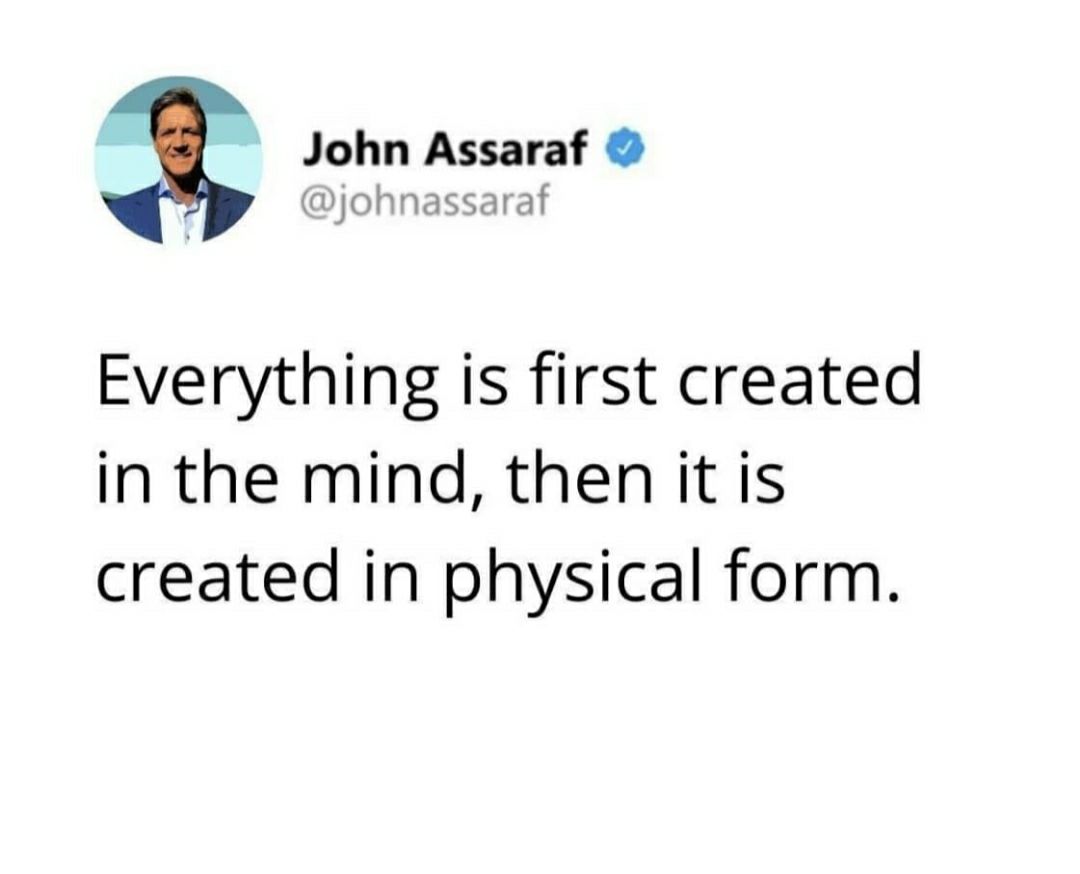 John Assaraf
@johnassaraf
Everything is first created
in the mind, then it is
created in physical form.